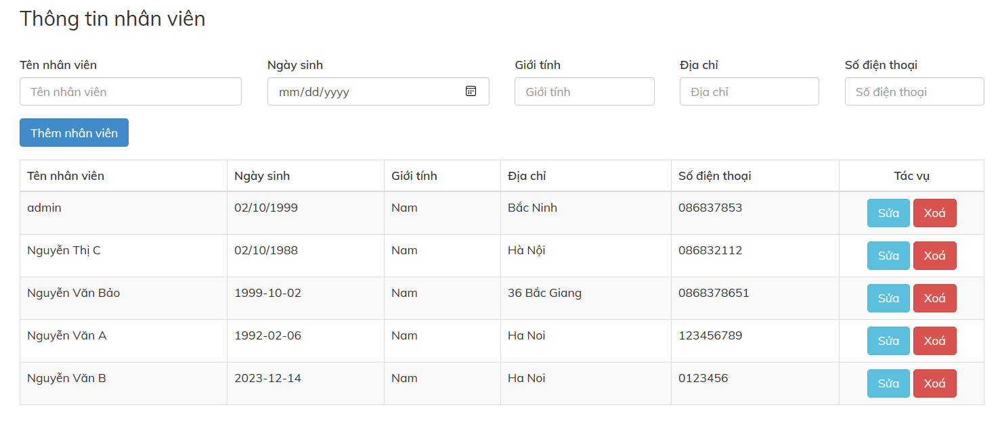 Thông tin nhân viên
Tên nhân viên Ngày sinh Giới tính Địa chỉ Số điện thoại
Tên nhân viên mm/dd/yyyy Giới tính Địa chỉ Số điện thoại
Thêm nhân viên
Tên nhân viên Ngày sinh Giới tính Địa chỉ Số điện thoại Tác vụ
admin 02/10/1999 Nam Bắc Ninh 086837853 Sửa Xoá
Nguyễn Thị C 02/10/1988 Nam Hà Nội 086832112 Sửa Xoá
Nguyễn Văn Bảo 1999-10-02 Nam 36 Bắc Giang 0868378651 Sửa Xoá
Nguyễn Văn A 1992-02-06 Nam Ha Noi 123456789 Sửa Xoá
Nguyễn Văn B 2023-12-14 Nam Ha Noi 0123456 Sửa Xoá